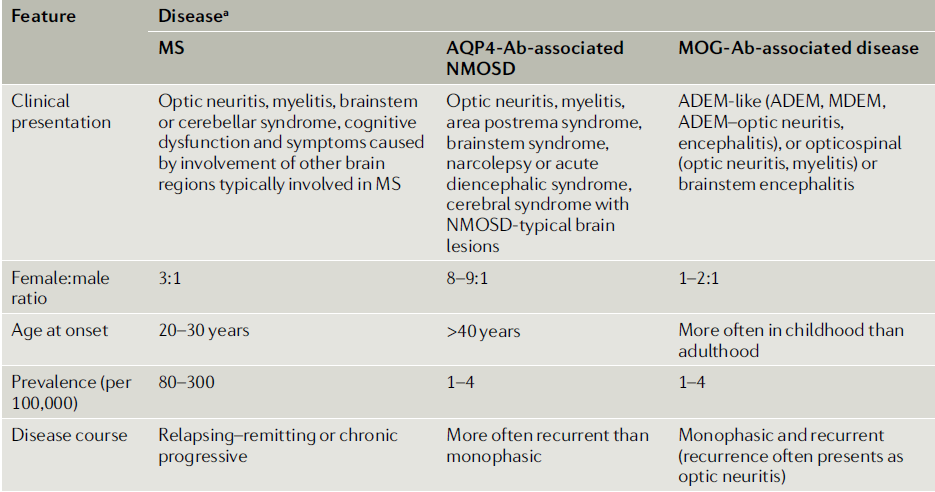 Feature
Diseaseª
MS
AQP4-Ab-associated
NMOSD
MOG-Ab-associated disease
Clinical
presentation
Optic neuritis, myelitis, brainstem
or cerebellar syndrome, cognitive
dysfunction and symptoms caused
by involvement of other brain
regions typically involved in MS
Optic neuritis, myelitis,
area postrema syndrome,
brainstem syndrome,
narcolepsy or acute
diencephalic syndrome,
cerebral syndrome with
NMOSD-typical brain
lesions
ADEM-like (ADEM, MDEM,
ADEM–optic neuritis,
encephalitis), or opticospinal
(optic neuritis, myelitis) or
brainstem encephalitis
Female:male
ratio
3:1
8–9:1
1–2:1
Age at onset
20–30 years
>40 years
More often in childhood than
adulthood
Prevalence (per
100,000)
80–300
1–4
1–4
Disease course
Relapsing–remitting or chronic
progressive
More often recurrent than
monophasic
Monophasic and recurrent
(recurrence often presents as
optic neuritis)